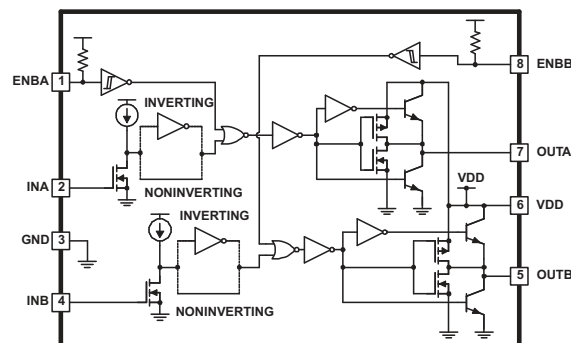 ENBA 1
8 ENBB
INVERTING
7 OUTA
INA 2
NONINVERTING
VDD
INVERTING
6 VDD
GND 3
5 OUTB
INB 4
NONINVERTING